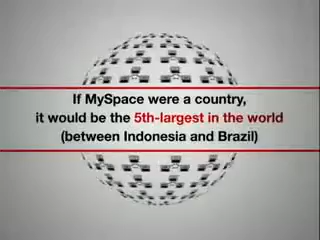 If MySpace were a country,
it would be the 5th-largest in the world
(between Indonesia and Brazil)